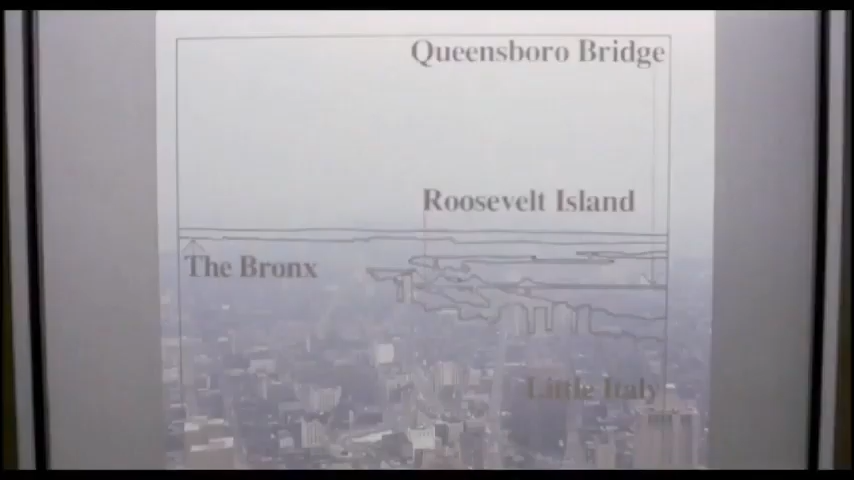 Queensboro Bridge
Roosevelt Island
The Bronx
Little Italy